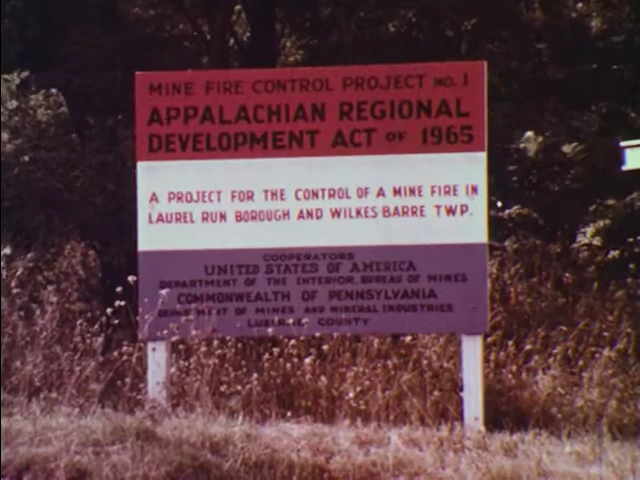 MINE FIRE CONTROL PROJECT NO. 1
APPALACHIAN REGIONAL
DEVELOPMENT ACT OF 1965
A PROJECT FOR THE CONTROL OF A MINE FIRE IN
LAUREL RUN BOROUGH AND WILKES-BARRE TWP.
COOPERATORS
UNITED STATES OF AMERICA
DEPARTMENT OF THE INTERIOR, BUREAU OF MINES
COMMONWEALTH OF PENNSYLVANIA
DEPARTMENT OF MINES AND MINERAL INDUSTRIES
LUZERNE COUNTY